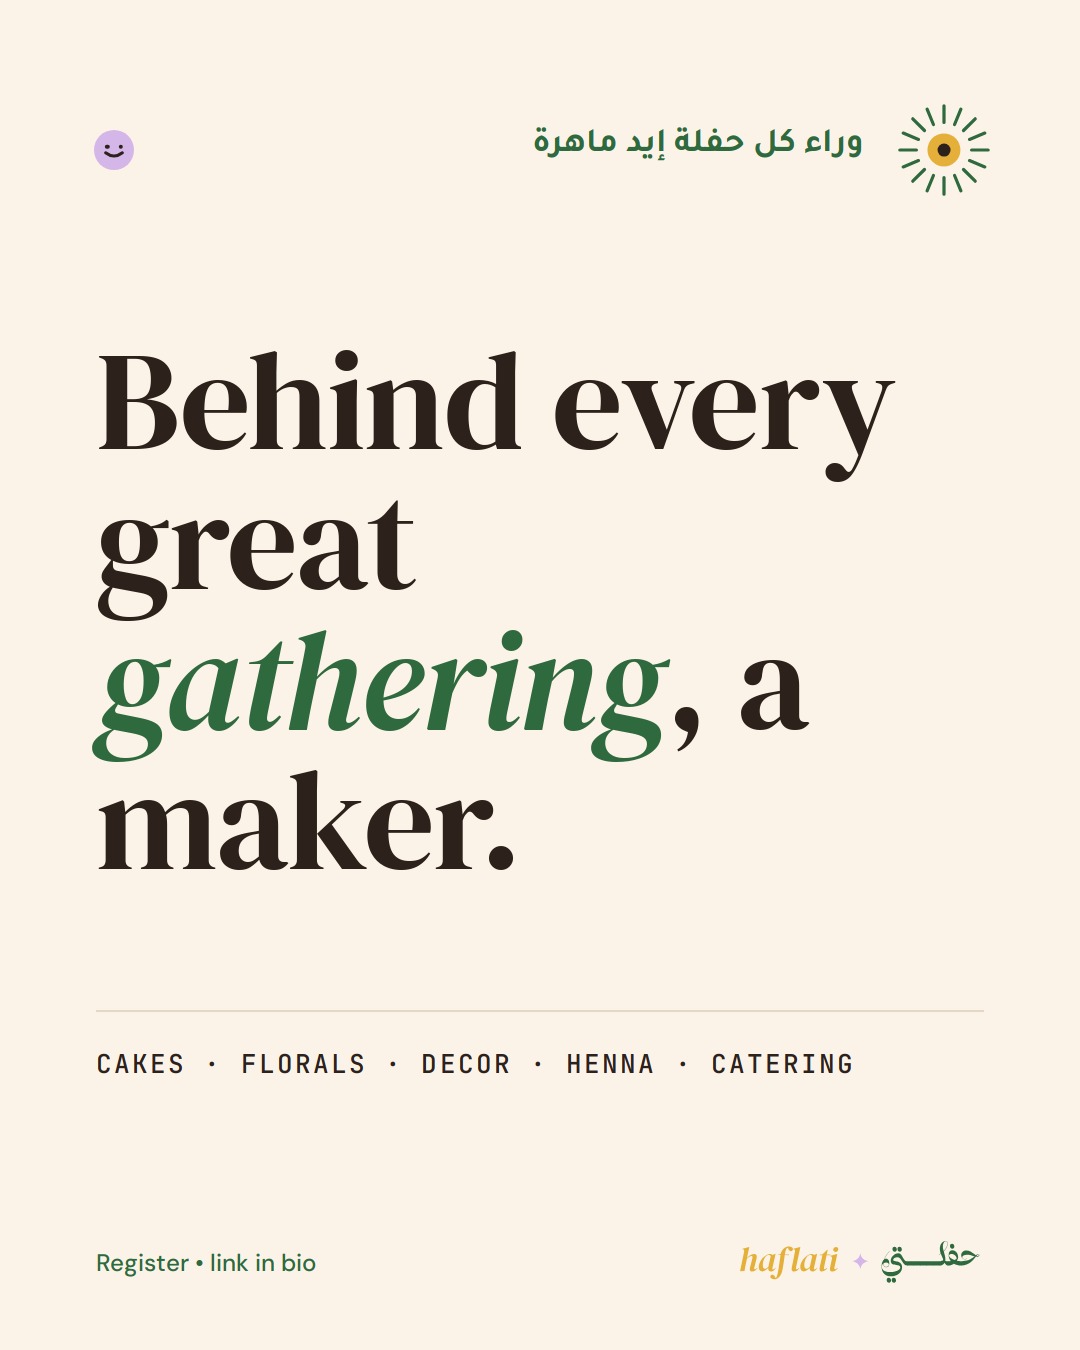 وراء كل حفلة إيد ماهرة
Behind every
great
gathering, a
maker.
CAKES · FLORALS · DECOR · HENNA · CATERING
Register • link in bio
haflati ✦ حفلتي